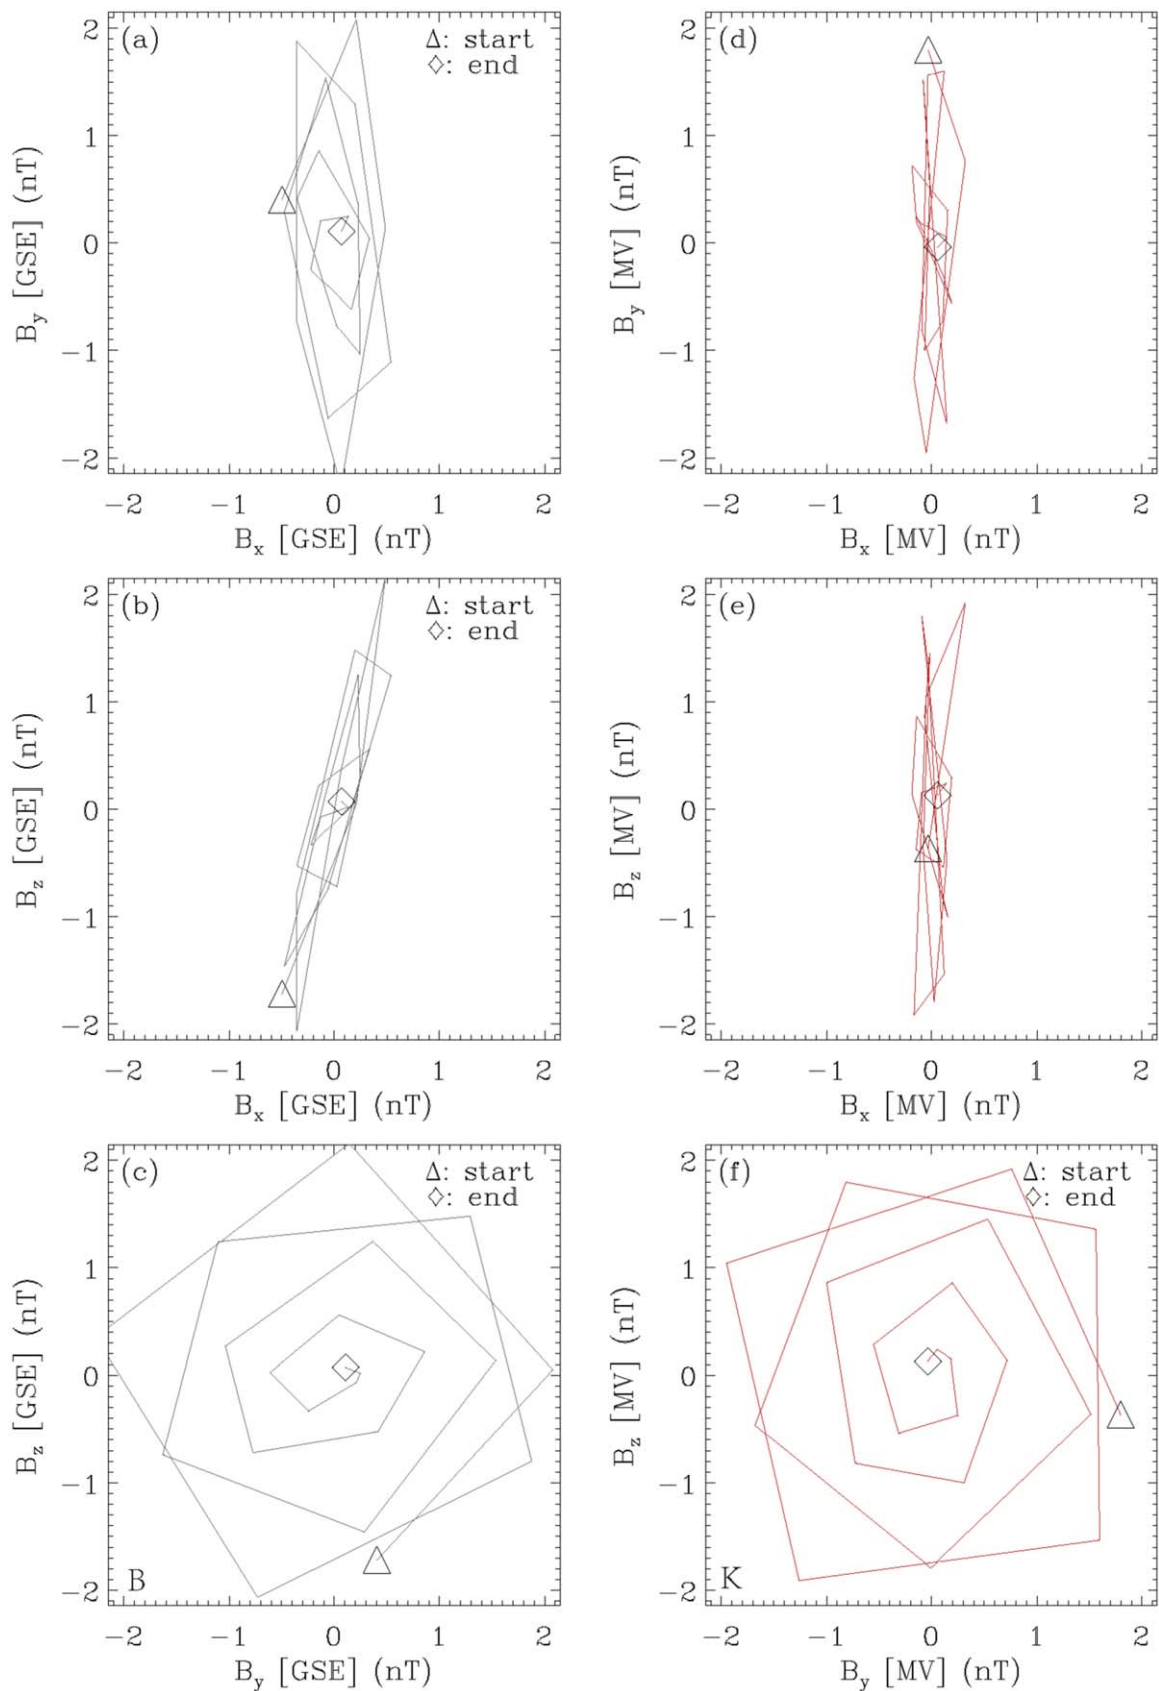 (a)
Δ: start
◇: end
2
1
0
−1
−2
B_y [GSE] (nT)
−2 −1 0 1 2
B_x [GSE] (nT)
(d)
2
1
0
−1
−2
B_y [MV] (nT)
−2 −1 0 1 2
B_x [MV] (nT)
(b)
Δ: start
◇: end
2
1
0
−1
−2
B_z [GSE] (nT)
−2 −1 0 1 2
B_x [GSE] (nT)
(e)
2
1
0
−1
−2
B_z [MV] (nT)
−2 −1 0 1 2
B_x [MV] (nT)
(c)
Δ: start
◇: end
2
1
0
−1
−2
B_z [GSE] (nT)
B
−2 −1 0 1 2
B_y [GSE] (nT)
(f)
Δ: start
◇: end
2
1
0
−1
−2
B_z [MV] (nT)
K
−2 −1 0 1 2
B_y [MV] (nT)